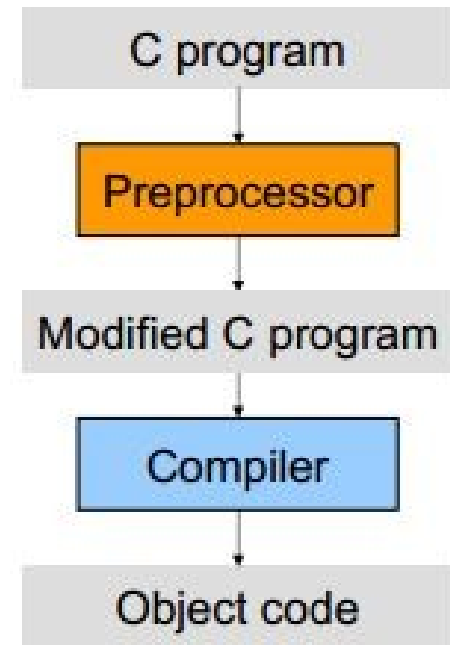 C program
Preprocessor
Modified C program
Compiler
Object code